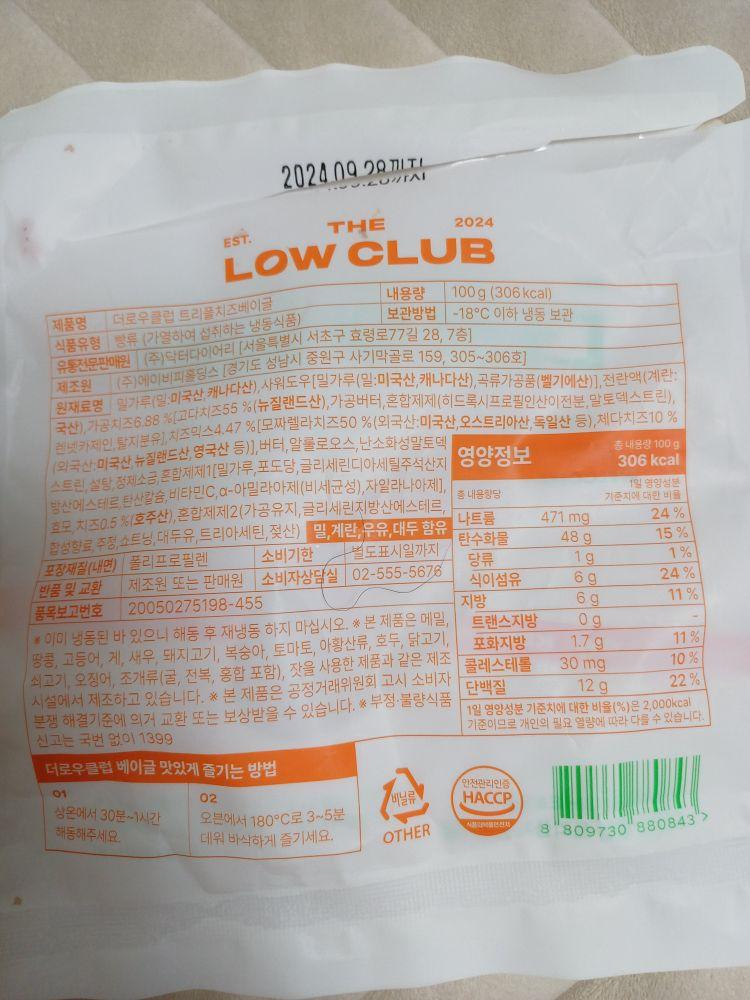 2024.09.28까지
THE
EST. 2024
LOW CLUB
제품명 더로우클럽 트리플치즈베이글 내용량 100g (306 kcal)
식품유형 빵류 (가열하여 섭취하는 냉동식품) 보관방법 -18°C 이하 냉동 보관
유통전문판매원 (주)닥터다이어리 [서울특별시 서초구 효령로77길 28, 7층]
제조원 (주)에이비피홀딩스 [경기도 성남시 중원구 사기막골로 159, 305~306호]
원재료명 밀가루(밀:미국산,캐나다산),사워도우[밀가루(밀:미국산,캐나다산),곡류가공품(벨기에산)],전란액(계란:
국산),가공치즈6.88 %[고다치즈55 %(뉴질랜드산),가공버터,혼합제제(히드록시프로필인산이전분,말토덱스트린),
렌넷카제인,탈지분유],치즈믹스4.47 %[모짜렐라치즈50 %(외국산:미국산,오스트리아산,독일산 등),체다치즈10 %
(외국산:미국산,뉴질랜드산,영국산 등)],버터,알룰로오스,난소화성말토덱
스트린,설탕,정제소금,혼합제제1[밀가루,포도당,글리세린디아세틸주석산지
방산에스테르,탄산칼슘,비타민C,α-아밀라아제(비세균성),자일라나아제],
효모,치즈0.5 %(호주산),혼합제제2(가공유지,글리세린지방산에스테르,
합성향료,주정,쇼트닝,대두유,트리아세틴,젖산) 밀,계란,우유,대두 함유
포장재질(내면) 폴리프로필렌 소비기한 별도표시일까지
반품 및 교환 제조원 또는 판매원 소비자상담실 02-555-5676
품목보고번호 20050275198-455
※ 이미 냉동된 바 있으니 해동 후 재냉동 하지 마십시오. ※ 본 제품은 메밀,
땅콩, 고등어, 게, 새우, 돼지고기, 복숭아, 토마토, 아황산류, 호두, 닭고기,
쇠고기, 오징어, 조개류(굴, 전복, 홍합 포함), 잣을 사용한 제품과 같은 제조
시설에서 제조하고 있습니다. ※ 본 제품은 공정거래위원회 고시 소비자
분쟁 해결기준에 의거 교환 또는 보상받을 수 있습니다. ※ 부정·불량식품
신고는 국번 없이 1399
영양정보 총 내용량 100 g
306 kcal
총 내용량당 1일 영양성분
기준치에 대한 비율
나트륨 471 mg 24 %
탄수화물 48 g 15 %
당류 1 g 1 %
식이섬유 6 g 24 %
지방 6 g 11 %
트랜스지방 0 g -
포화지방 1.7 g 11 %
콜레스테롤 30 mg 10 %
단백질 12 g 22 %
1일 영양성분 기준치에 대한 비율(%)은 2,000kcal
기준이므로 개인의 필요 열량에 따라 다를 수 있습니다.
더로우클럽 베이글 맛있게 즐기는 방법
01
상온에서 30분~1시간
해동해주세요.
02
오븐에서 180°C로 3~5분
데워 바삭하게 즐기세요.
비닐류
OTHER
안전관리인증
HACCP
식품의약품안전처
8 809730 880843 >